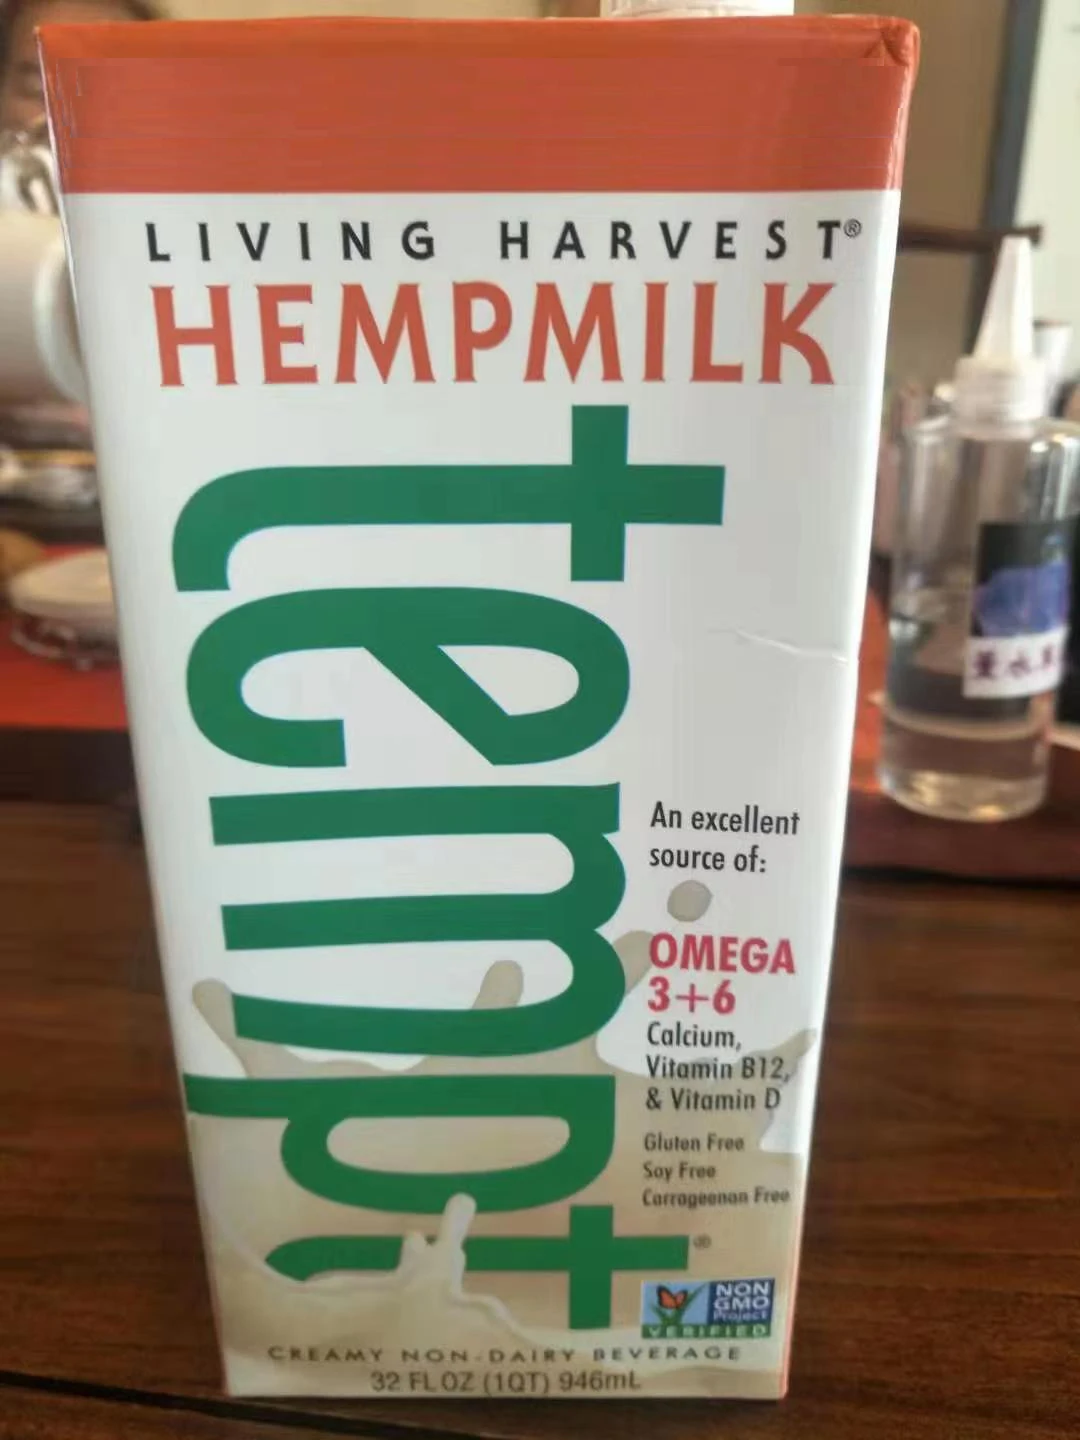 LIVING HARVEST®
HEMPMILK
tempt®
An excellent
source of:
OMEGA
3+6
Calcium,
Vitamin B12,
& Vitamin D
Gluten Free
Soy Free
Carrageenan Free
NON
GMO
Project
VERIFIED
CREAMY NON-DAIRY BEVERAGE
32 FL OZ (1QT) 946mL
水